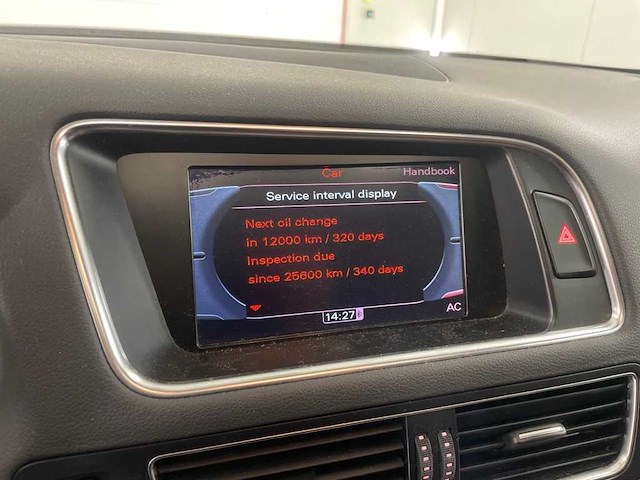 Car
Handbook
Service interval display
Next oil change
in 12000 km / 320 days
Inspection due
since 25600 km / 340 days
14:27
AC